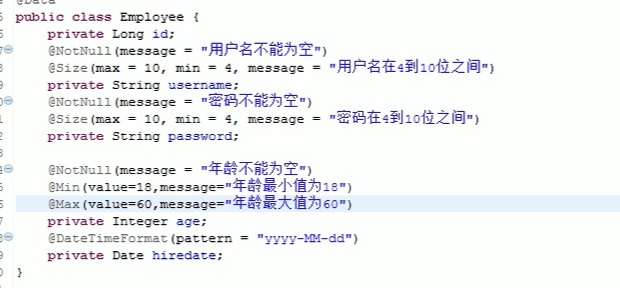 @Data
public class Employee {
    private Long id;
    @NotNull(message = "用户名不能为空")
    @Size(max = 10, min = 4, message = "用户名在4到10位之间")
    private String username;
    @NotNull(message = "密码不能为空")
    @Size(max = 10, min = 4, message = "密码在4到10位之间")
    private String password;
    @NotNull(message = "年龄不能为空")
    @Min(value=18,message="年龄最小值为18")
    @Max(value=60,message="年龄最大值为60")
    private Integer age;
    @DateTimeFormat(pattern = "yyyy-MM-dd")
    private Date hiredate;
}